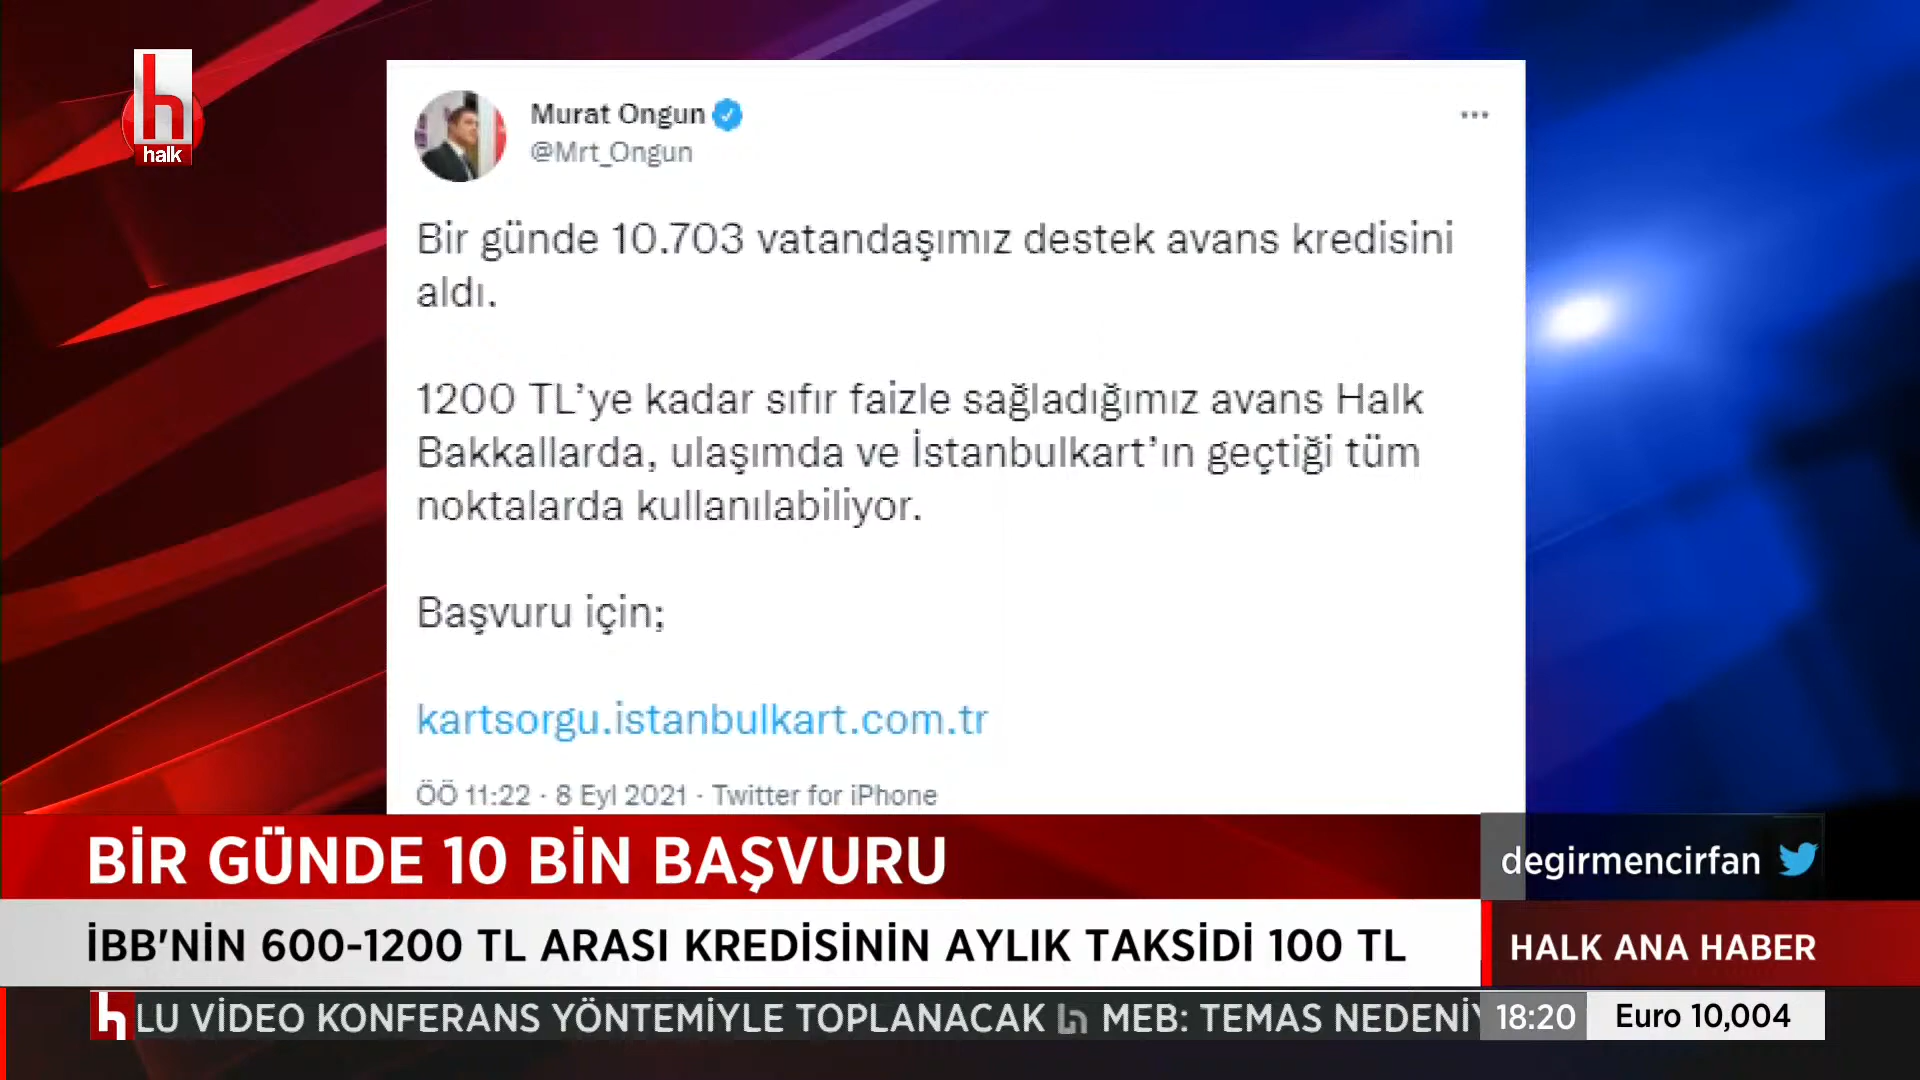 h
halk
Murat Ongun
@Mrt_Ongun
Bir günde 10.703 vatandaşımız destek avans kredisini
aldı.
1200 TL’ye kadar sıfır faizle sağladığımız avans Halk
Bakkallarda, ulaşımda ve İstanbulkart’ın geçtiği tüm
noktalarda kullanılabiliyor.
Başvuru için;
kartsorgu.istanbulkart.com.tr
ÖÖ 11:22 · 8 Eyl 2021 · Twitter for iPhone
BİR GÜNDE 10 BİN BAŞVURU
degirmencirfan
İBB'NİN 600-1200 TL ARASI KREDİSİNİN AYLIK TAKSİDİ 100 TL
HALK ANA HABER
h LU VİDEO KONFERANS YÖNTEMİYLE TOPLANACAK h MEB: TEMAS NEDENİY
18:20
Euro 10,004